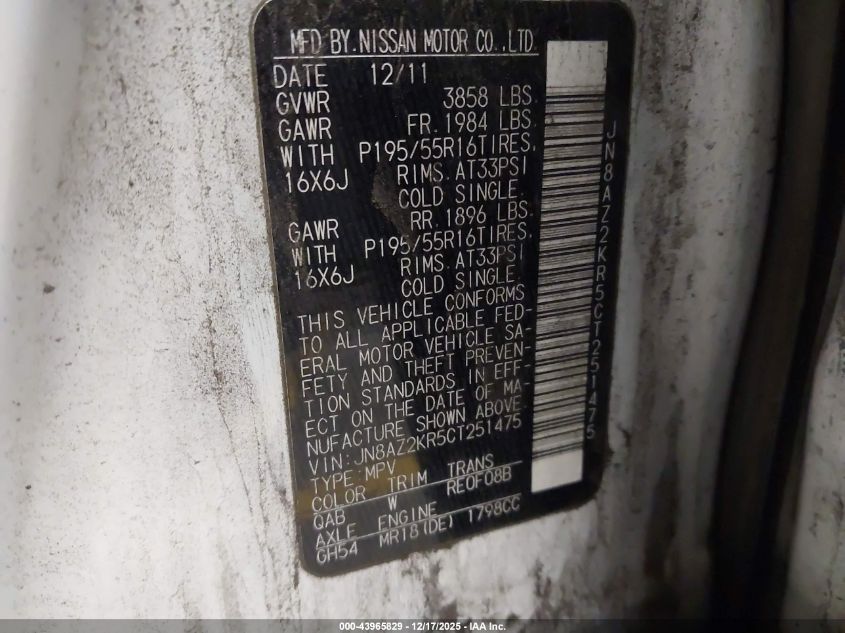 MFD BY.NISSAN MOTOR CO.,LTD.
DATE 12/11
GVWR 3858 LBS.
GAWR FR.1984 LBS.
WITH P195/55R16TIRES.
16X6J RIMS.AT33PSI
COLD SINGLE.
GAWR RR.1896 LBS.
WITH P195/55R16TIRES.
16X6J RIMS.AT33PSI
COLD SINGLE.
THIS VEHICLE CONFORMS
TO ALL APPLICABLE FED-
ERAL MOTOR VEHICLE SA-
FETY AND THEFT PREVEN-
TION STANDARDS IN EFF-
ECT ON THE DATE OF MA-
NUFACTURE SHOWN ABOVE.
VIN:JN8AZ2KR5CT251475
TYPE:MPV
COLOR TRIM TRANS
QAB W RE0F08B
AXLE ENGINE
GH54 MR18(DE) 1798CC
JN8AZ2KR5CT251475
000-43965829 - 12/17/2025 - IAA Inc.